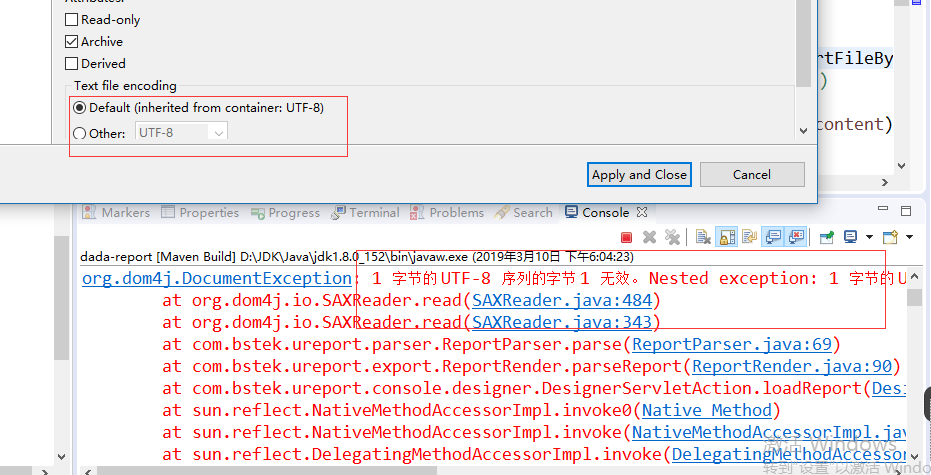 Attributes:
Read-only
Archive
Derived
Text file encoding
Default (inherited from container: UTF-8)
Other: UTF-8
rtFileBy
)
content)
Apply and Close Cancel
Markers Properties Progress Terminal Problems Search Console
dada-report [Maven Build] D:\JDK\Java\jdk1.8.0_152\bin\javaw.exe (2019年3月10日 下午6:04:23)
org.dom4j.DocumentException: 1 字节的 UTF-8 序列的字节 1 无效。Nested exception: 1 字节的 U
at org.dom4j.io.SAXReader.read(SAXReader.java:484)
at org.dom4j.io.SAXReader.read(SAXReader.java:343)
at com.bstek.ureport.parser.ReportParser.parse(ReportParser.java:69)
at com.bstek.ureport.export.ReportRender.parseReport(ReportRender.java:90)
at com.bstek.ureport.console.designer.DesignerServletAction.loadReport(Des
at sun.reflect.NativeMethodAccessorImpl.invoke0(Native Method)
at sun.reflect.NativeMethodAccessorImpl.invoke(NativeMethodAccessorImpl.jav
at sun.reflect.DelegatingMethodAccessorImpl.invoke(DelegatingMethodAccessor
激活 Windows
转到"设置"以激活 Windo